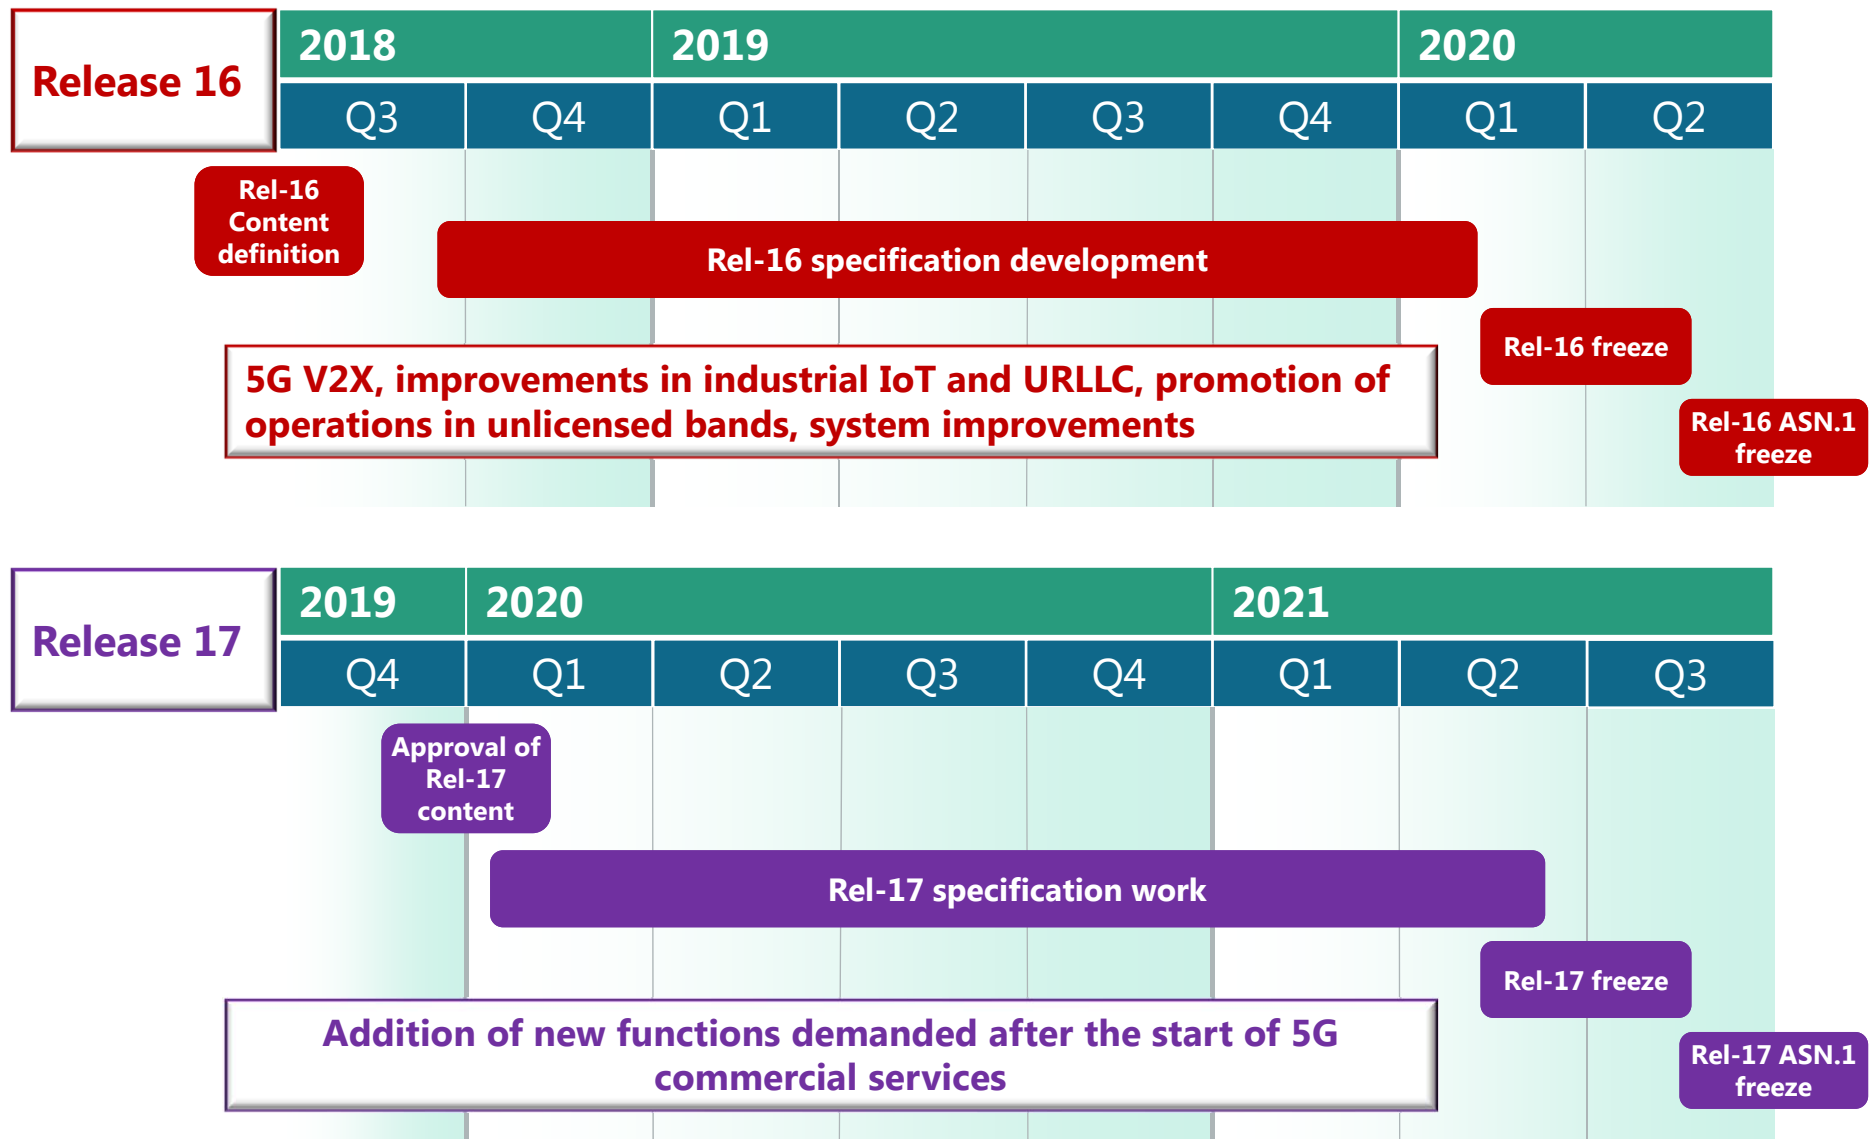 Release 16
2018
2019
2020
Q3
Q4
Q1
Q2
Q3
Q4
Q1
Q2
Rel-16
Content
definition
Rel-16 specification development
Rel-16 freeze
5G V2X, improvements in industrial IoT and URLLC, promotion of
operations in unlicensed bands, system improvements
Rel-16 ASN.1
freeze
Release 17
2019
2020
2021
Q4
Q1
Q2
Q3
Q4
Q1
Q2
Q3
Approval of
Rel-17
content
Rel-17 specification work
Rel-17 freeze
Addition of new functions demanded after the start of 5G
commercial services
Rel-17 ASN.1
freeze